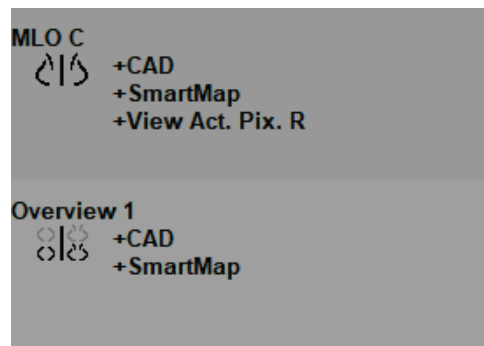 MLO C
+CAD
+SmartMap
+View Act. Pix. R
Overview 1
+CAD
+SmartMap